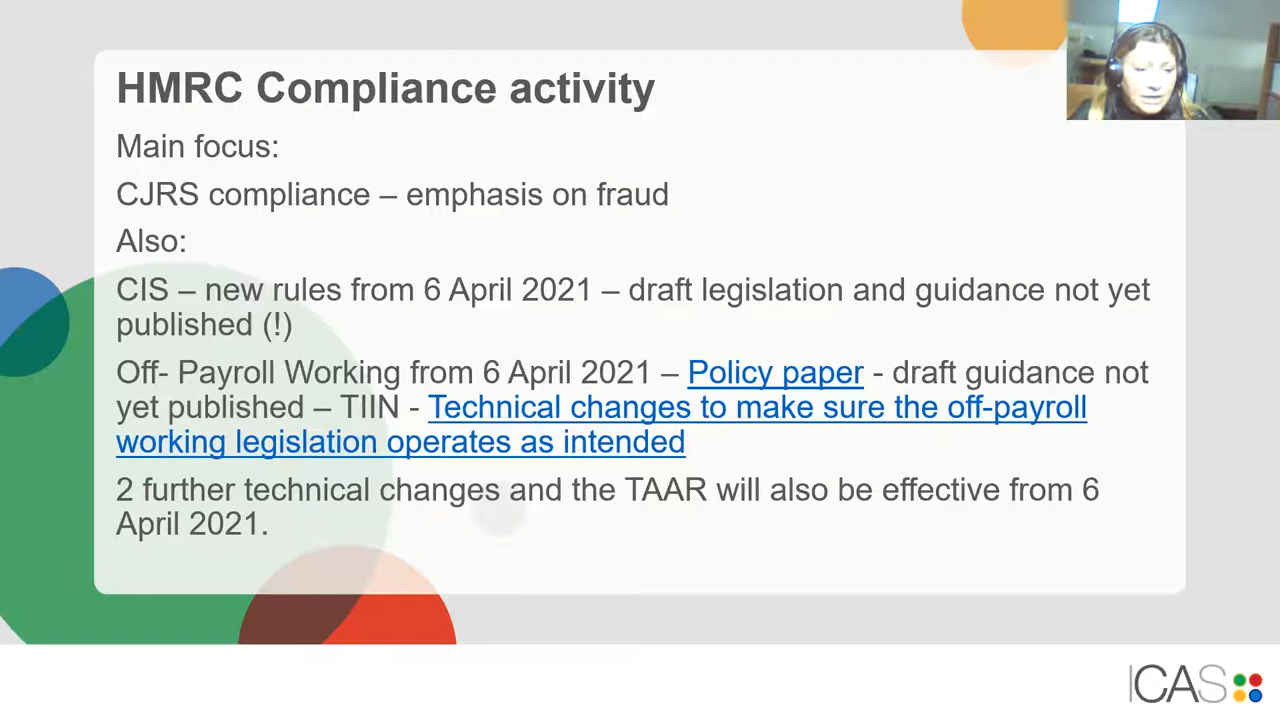 HMRC Compliance activity
Main focus:
CJRS compliance – emphasis on fraud
Also:
CIS – new rules from 6 April 2021 – draft legislation and guidance not yet
published (!)
Off- Payroll Working from 6 April 2021 – Policy paper - draft guidance not
yet published – TIIN - Technical changes to make sure the off-payroll
working legislation operates as intended
2 further technical changes and the TAAR will also be effective from 6
April 2021.
ICAS